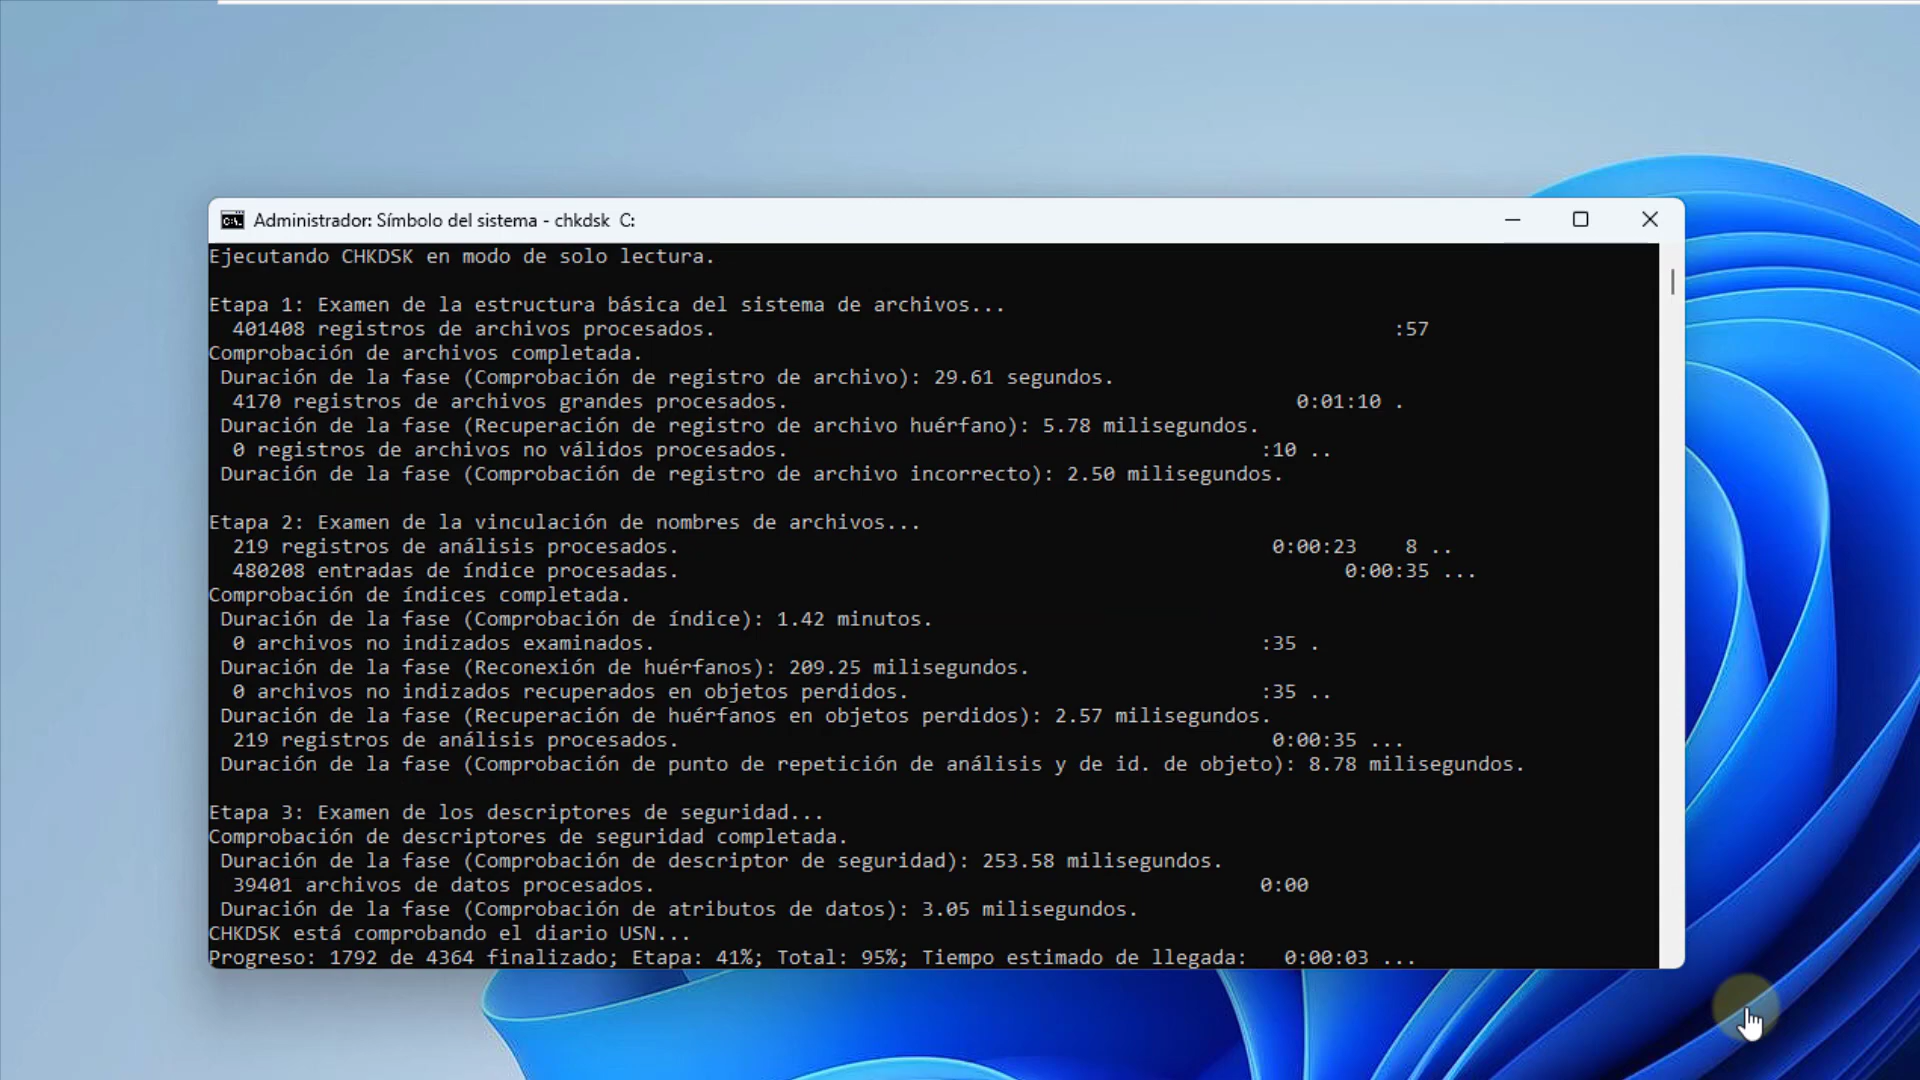 Administrador: Símbolo del sistema - chkdsk  C:
Ejecutando CHKDSK en modo de solo lectura.
Etapa 1: Examen de la estructura básica del sistema de archivos...
401408 registros de archivos procesados. :57
Comprobación de archivos completada.
Duración de la fase (Comprobación de registro de archivo): 29.61 segundos.
4170 registros de archivos grandes procesados. 0:01:10 .
Duración de la fase (Recuperación de registro de archivo huérfano): 5.78 milisegundos.
0 registros de archivos no válidos procesados. :10 ..
Duración de la fase (Comprobación de registro de archivo incorrecto): 2.50 milisegundos.
Etapa 2: Examen de la vinculación de nombres de archivos...
219 registros de análisis procesados. 0:00:23 8 ..
480208 entradas de índice procesadas. 0:00:35 ...
Comprobación de índices completada.
Duración de la fase (Comprobación de índice): 1.42 minutos.
0 archivos no indizados examinados. :35 .
Duración de la fase (Reconexión de huérfanos): 209.25 milisegundos.
0 archivos no indizados recuperados en objetos perdidos. :35 ..
Duración de la fase (Recuperación de huérfanos en objetos perdidos): 2.57 milisegundos.
219 registros de análisis procesados. 0:00:35 ...
Duración de la fase (Comprobación de punto de repetición de análisis y de id. de objeto): 8.78 milisegundos.
Etapa 3: Examen de los descriptores de seguridad...
Comprobación de descriptores de seguridad completada.
Duración de la fase (Comprobación de descriptor de seguridad): 253.58 milisegundos.
39401 archivos de datos procesados. 0:00
Duración de la fase (Comprobación de atributos de datos): 3.05 milisegundos.
CHKDSK está comprobando el diario USN...
Progreso: 1792 de 4364 finalizado; Etapa: 41%; Total: 95%; Tiempo estimado de llegada: 0:00:03 ...